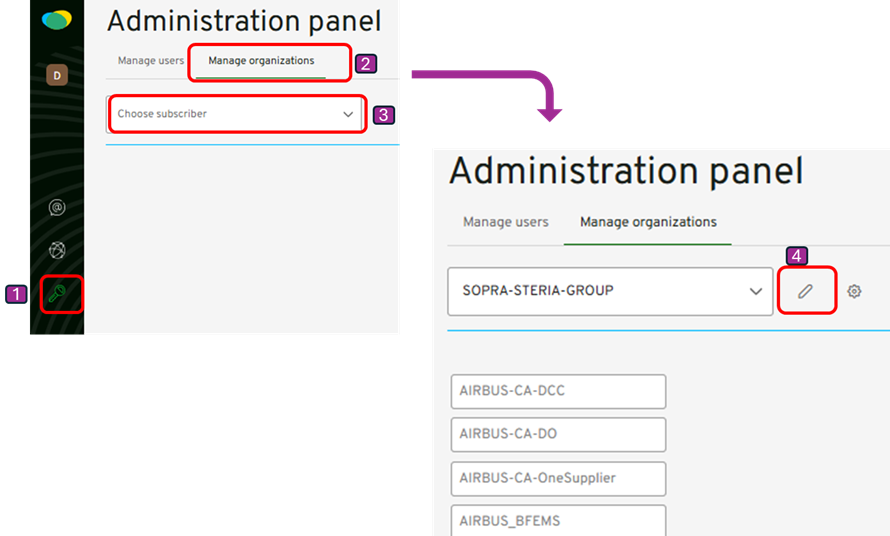 Administration panel
D
Manage users
Manage organizations
2
Choose subscriber
3
@
1
Administration panel
Manage users
Manage organizations
4
SOPRA-STERIA-GROUP
AIRBUS-CA-DCC
AIRBUS-CA-DO
AIRBUS-CA-OneSupplier
AIRBUS_BFEMS